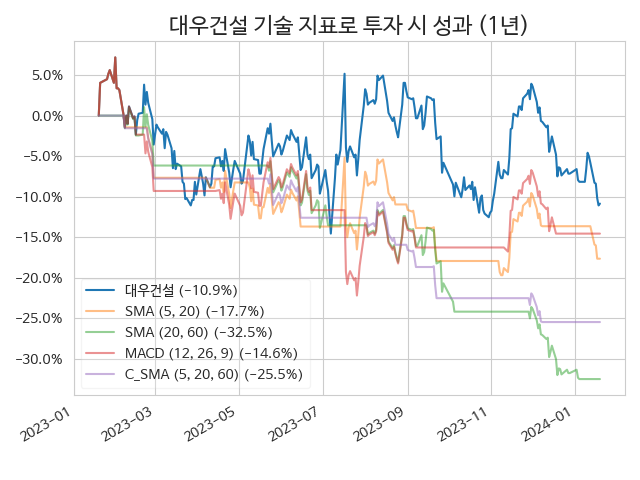 대우건설 기술 지표로 투자 시 성과 (1년)
5.0%
0.0%
−5.0%
−10.0%
−15.0%
−20.0%
−25.0%
−30.0%
대우건설 (−10.9%)
SMA (5, 20) (−17.7%)
SMA (20, 60) (−32.5%)
MACD (12, 26, 9) (−14.6%)
C_SMA (5, 20, 60) (−25.5%)
2023−01
2023−03
2023−05
2023−07
2023−09
2023−11
2024−01